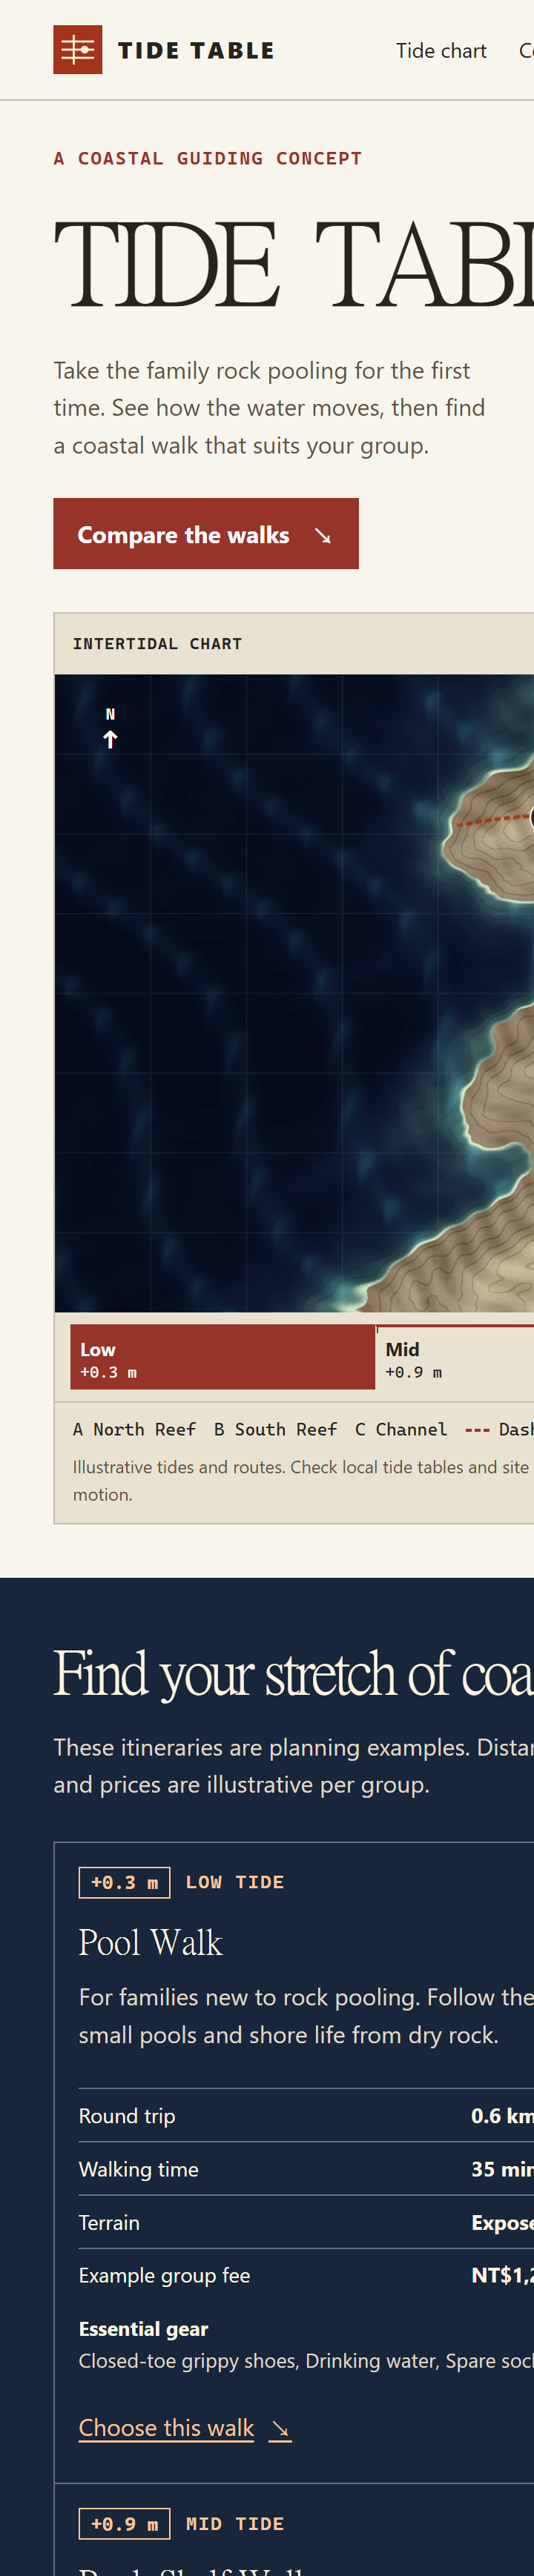 TIDE TABLE
Tide chart
A COASTAL GUIDING CONCEPT
TIDE
Take the family rock pooling for the first
time. See how the water moves, then find
a coastal walk that suits your group.
Compare the walks ↘
INTERTIDAL CHART
N
↑
Low
+0.3 m
Mid
+0.9 m
A North Reef B South Reef C Channel
Illustrative tides and routes. Check local tide tables and site
motion.
Find your stretch of
These itineraries are planning examples.
and prices are illustrative per group.
+0.3 m LOW TIDE
Pool Walk
For families new to rock pooling. Follow the
small pools and shore life from dry rock.
Round trip 0.6
Walking time 35
Terrain
Example group fee
Essential gear
Closed-toe grippy shoes, Drinking water, Spare
Choose this walk ↘
+0.9 m MID TIDE